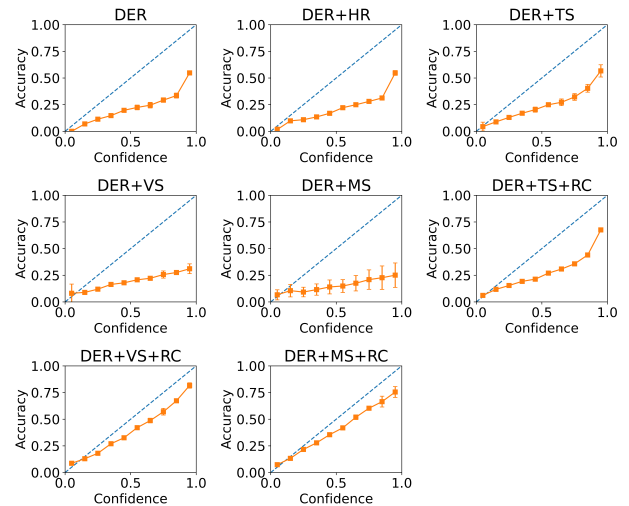 DER
DER+HR
DER+TS
1.00
0.75
0.50
0.25
0.00
Accuracy
0.0
0.5
1.0
Confidence
1.00
0.75
0.50
0.25
0.00
Accuracy
0.0
0.5
1.0
Confidence
1.00
0.75
0.50
0.25
0.00
Accuracy
0.0
0.5
1.0
Confidence
DER+VS
DER+MS
DER+TS+RC
1.00
0.75
0.50
0.25
0.00
Accuracy
0.0
0.5
1.0
Confidence
1.00
0.75
0.50
0.25
0.00
Accuracy
0.0
0.5
1.0
Confidence
1.00
0.75
0.50
0.25
0.00
Accuracy
0.0
0.5
1.0
Confidence
DER+VS+RC
DER+MS+RC
1.00
0.75
0.50
0.25
0.00
Accuracy
0.0
0.5
1.0
Confidence
1.00
0.75
0.50
0.25
0.00
Accuracy
0.0
0.5
1.0
Confidence